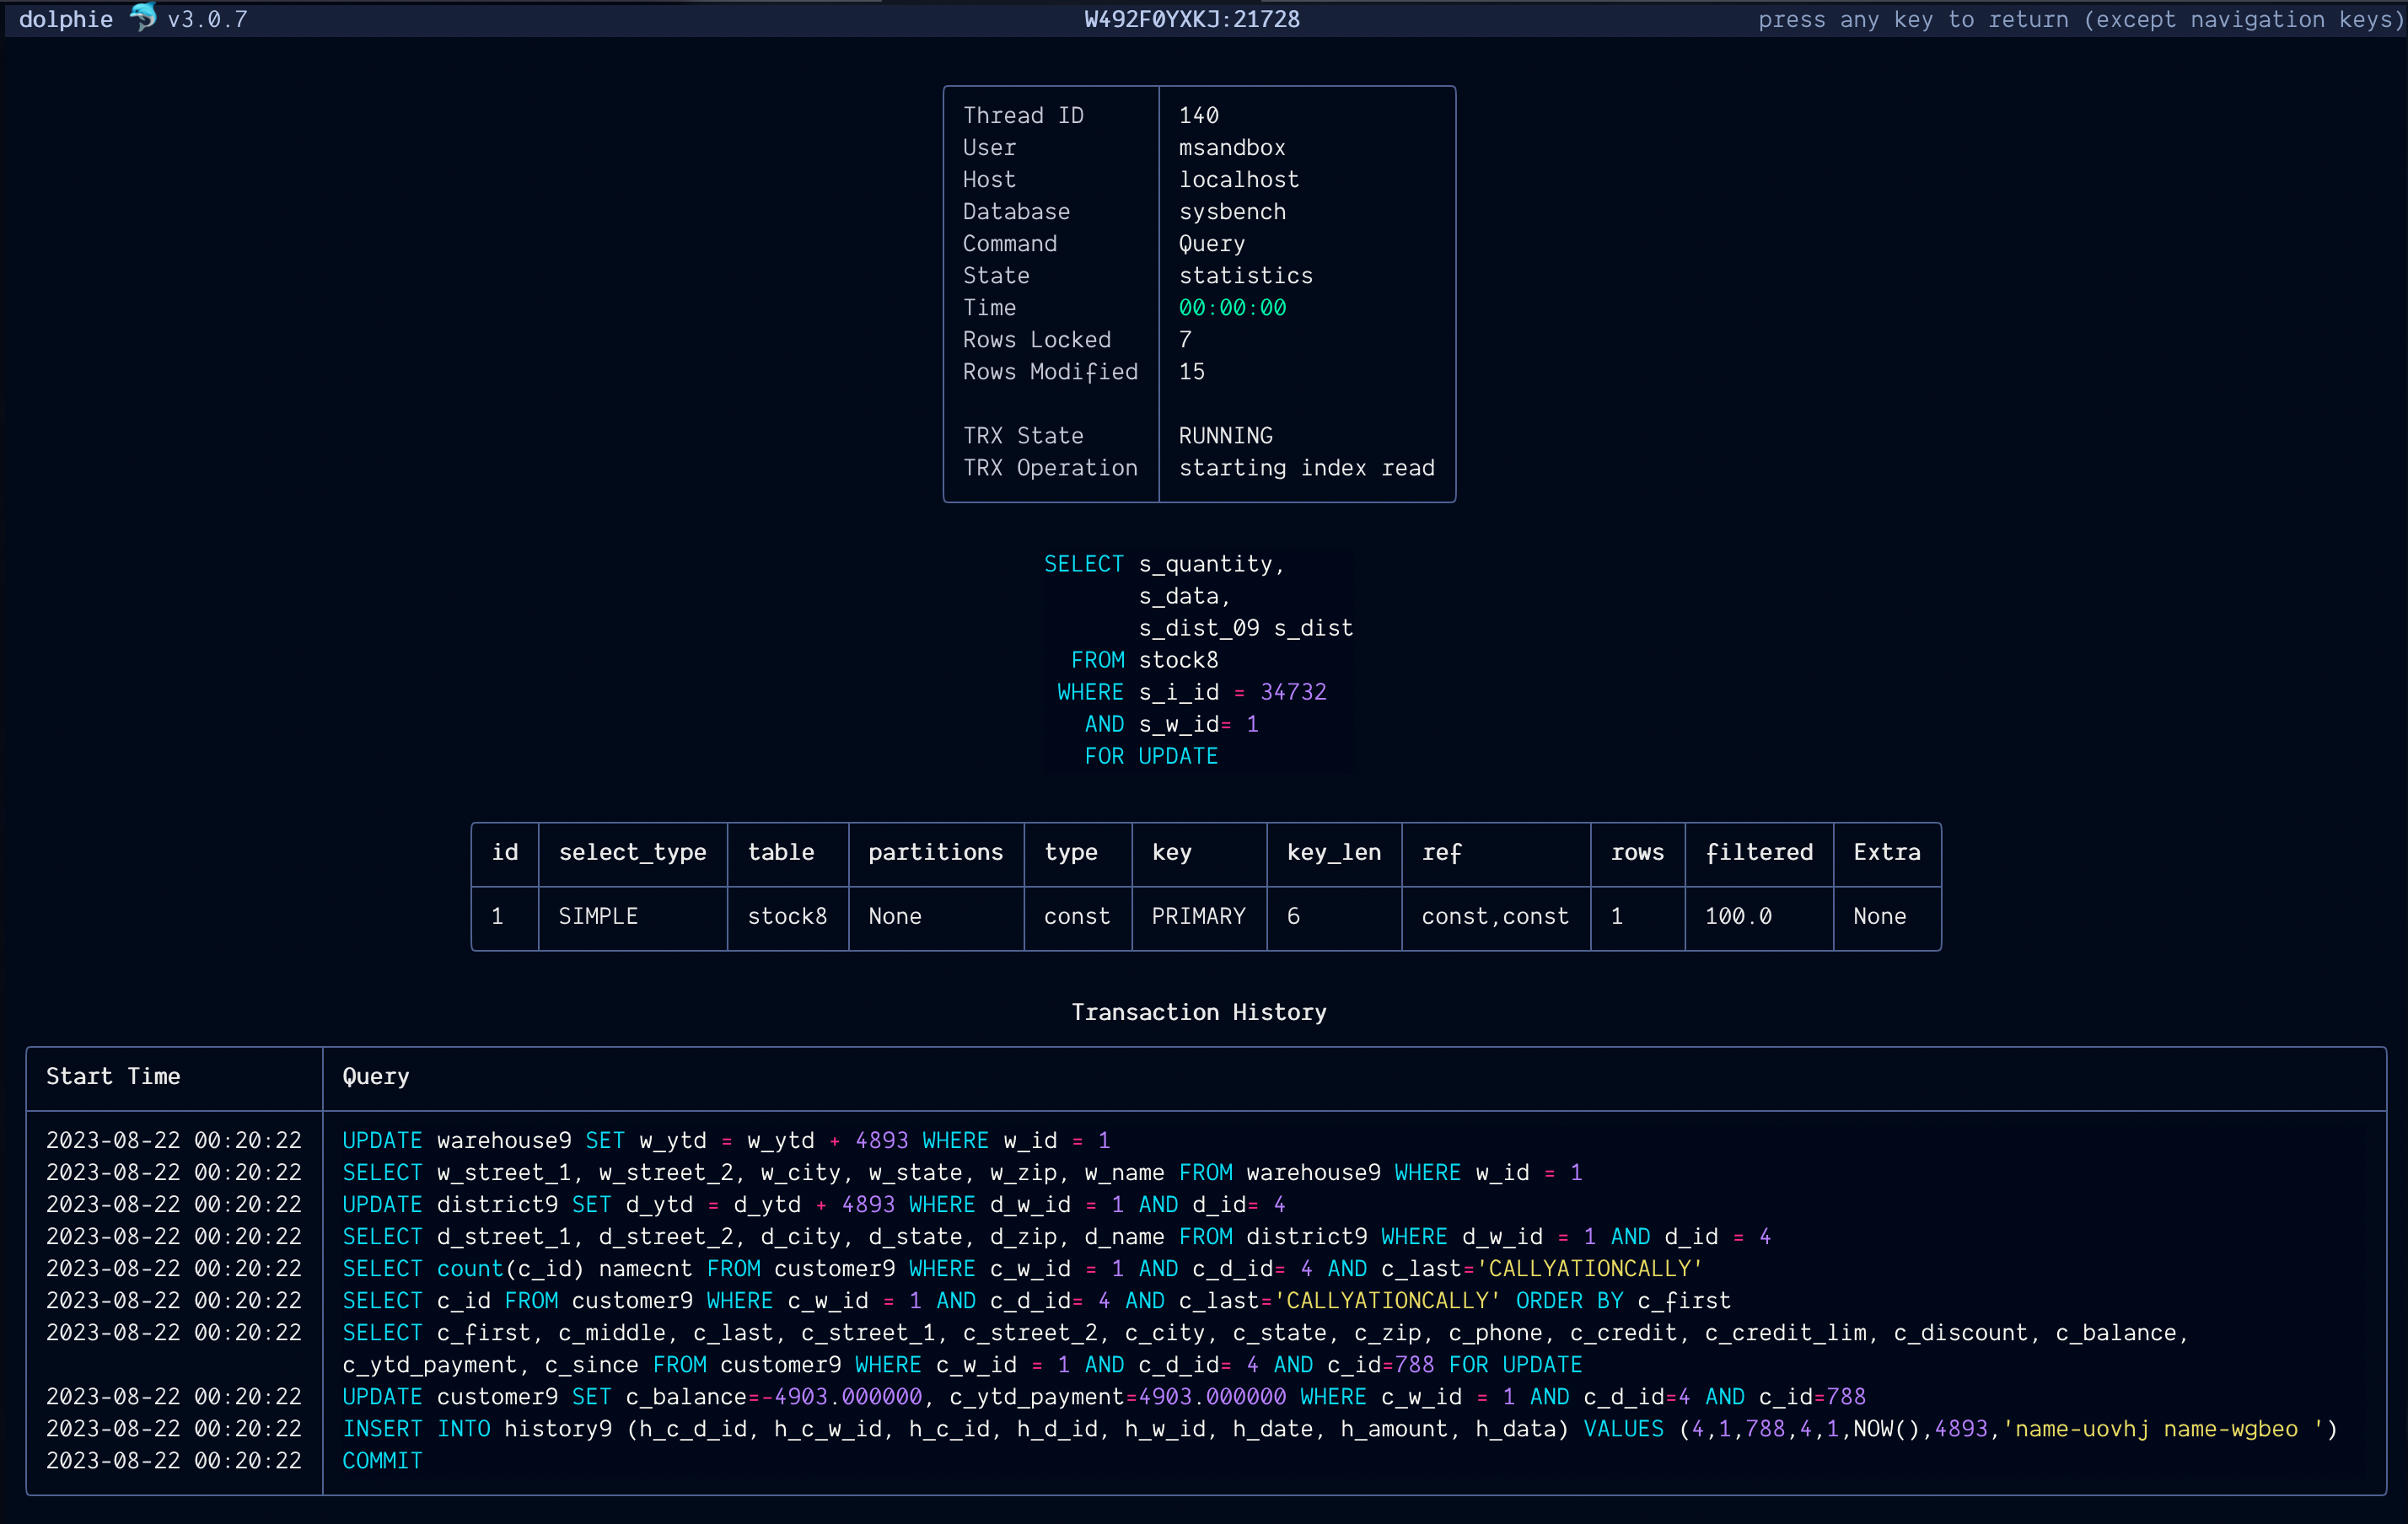 dolphie 🐬 v3.0.7 W492F0YXKJ:21728 press any key to return (except navigation keys)
Thread ID 140
User msandbox
Host localhost
Database sysbench
Command Query
State statistics
Time 00:00:00
Rows Locked 7
Rows Modified 15
TRX State RUNNING
TRX Operation starting index read
SELECT s_quantity,
s_data,
s_dist_09 s_dist
FROM stock8
WHERE s_i_id = 34732
AND s_w_id= 1
FOR UPDATE
id select_type table partitions type key key_len ref rows filtered Extra
1 SIMPLE stock8 None const PRIMARY 6 const,const 1 100.0 None
Transaction History
Start Time Query
2023-08-22 00:20:22 UPDATE warehouse9 SET w_ytd = w_ytd + 4893 WHERE w_id = 1
2023-08-22 00:20:22 SELECT w_street_1, w_street_2, w_city, w_state, w_zip, w_name FROM warehouse9 WHERE w_id = 1
2023-08-22 00:20:22 UPDATE district9 SET d_ytd = d_ytd + 4893 WHERE d_w_id = 1 AND d_id= 4
2023-08-22 00:20:22 SELECT d_street_1, d_street_2, d_city, d_state, d_zip, d_name FROM district9 WHERE d_w_id = 1 AND d_id = 4
2023-08-22 00:20:22 SELECT count(c_id) namecnt FROM customer9 WHERE c_w_id = 1 AND c_d_id= 4 AND c_last='CALLYATIONCALLY'
2023-08-22 00:20:22 SELECT c_id FROM customer9 WHERE c_w_id = 1 AND c_d_id= 4 AND c_last='CALLYATIONCALLY' ORDER BY c_first
2023-08-22 00:20:22 SELECT c_first, c_middle, c_last, c_street_1, c_street_2, c_city, c_state, c_zip, c_phone, c_credit, c_credit_lim, c_discount, c_balance,
c_ytd_payment, c_since FROM customer9 WHERE c_w_id = 1 AND c_d_id= 4 AND c_id=788 FOR UPDATE
2023-08-22 00:20:22 UPDATE customer9 SET c_balance=-4903.000000, c_ytd_payment=4903.000000 WHERE c_w_id = 1 AND c_d_id=4 AND c_id=788
2023-08-22 00:20:22 INSERT INTO history9 (h_c_d_id, h_c_w_id, h_c_id, h_d_id, h_w_id, h_date, h_amount, h_data) VALUES (4,1,788,4,1,NOW(),4893,'name-uovhj name-wgbeo ')
2023-08-22 00:20:22 COMMIT